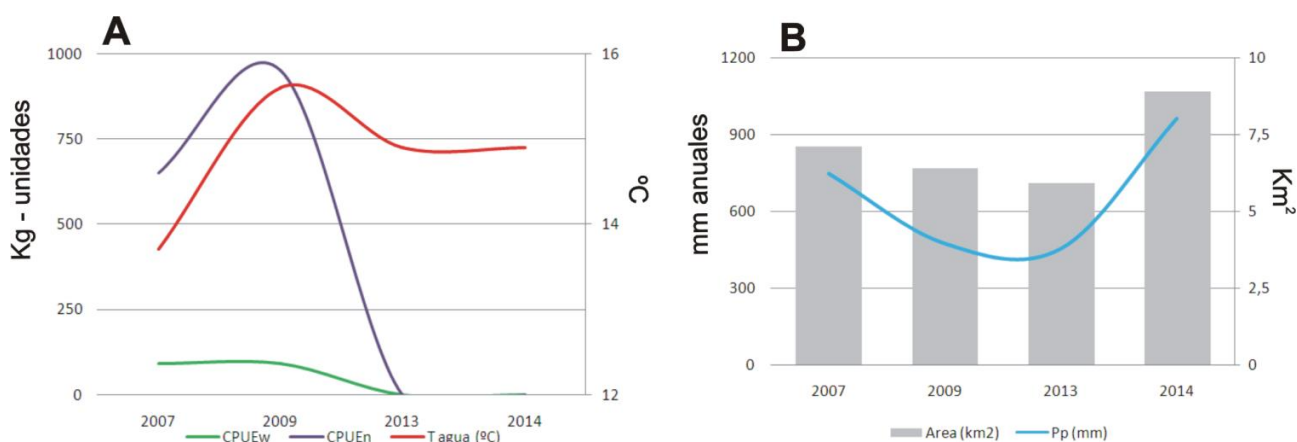 A
Kg - unidades
1000
750
500
250
0
16
14
12
ºC
2007 2009 2013 2014
CPUEw CPUEn T agua (ºC)
B
mm anuales
1200
900
600
300
0
10
7,5
5
2,5
0
Km²
2007 2009 2013 2014
Area (km2) Pp (mm)